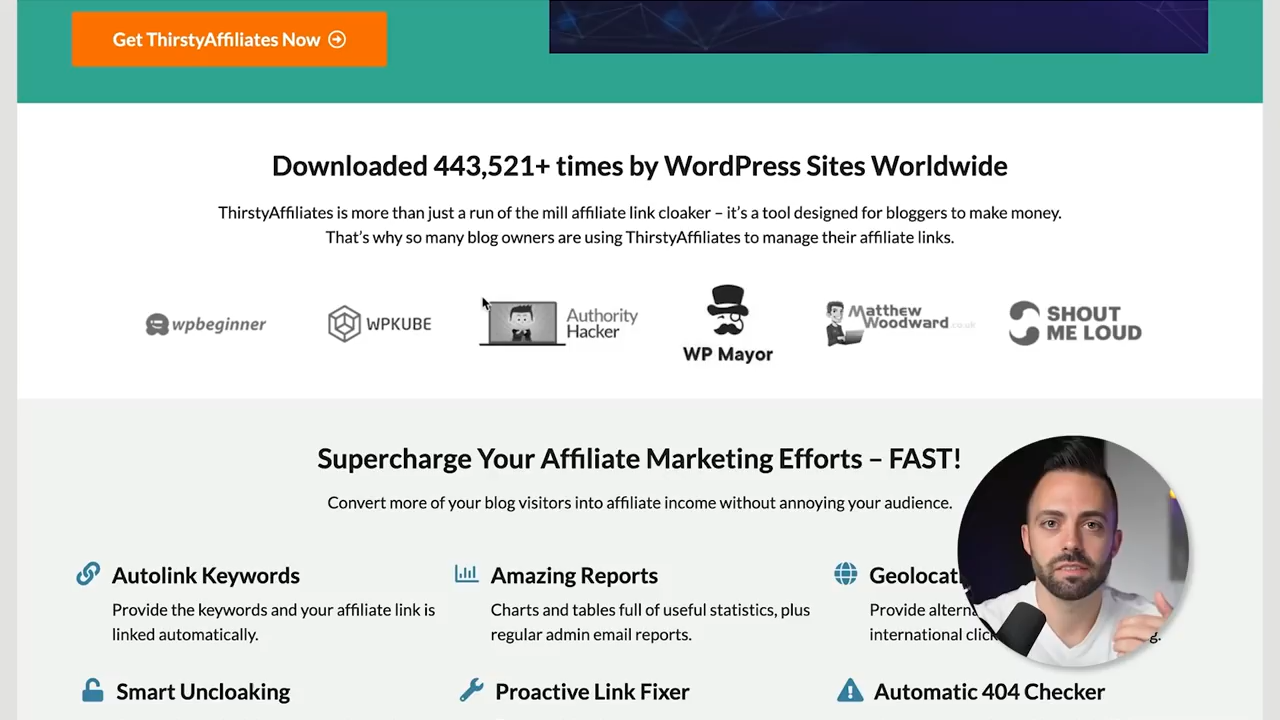 Get ThirstyAffiliates Now
Downloaded 443,521+ times by WordPress Sites Worldwide
ThirstyAffiliates is more than just a run of the mill affiliate link cloaker – it's a tool designed for bloggers to make money.
That's why so many blog owners are using ThirstyAffiliates to manage their affiliate links.
wpbeginner
WPKUBE
Authority
Hacker
WP Mayor
Matthew
Woodward.co.uk
SHOUT
ME LOUD
Supercharge Your Affiliate Marketing Efforts – FAST!
Convert more of your blog visitors into affiliate income without annoying your audience.
Autolink Keywords
Provide the keywords and your affiliate link is
linked automatically.
Amazing Reports
Charts and tables full of useful statistics, plus
regular admin email reports.
Provide
international
Smart Uncloaking
Proactive Link Fixer
Automatic 404 Checker